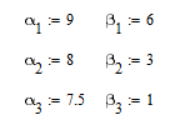 α₁ := 9 β₁ := 6
α₂ := 8 β₂ := 3
α₃ := 7.5 β₃ := 1